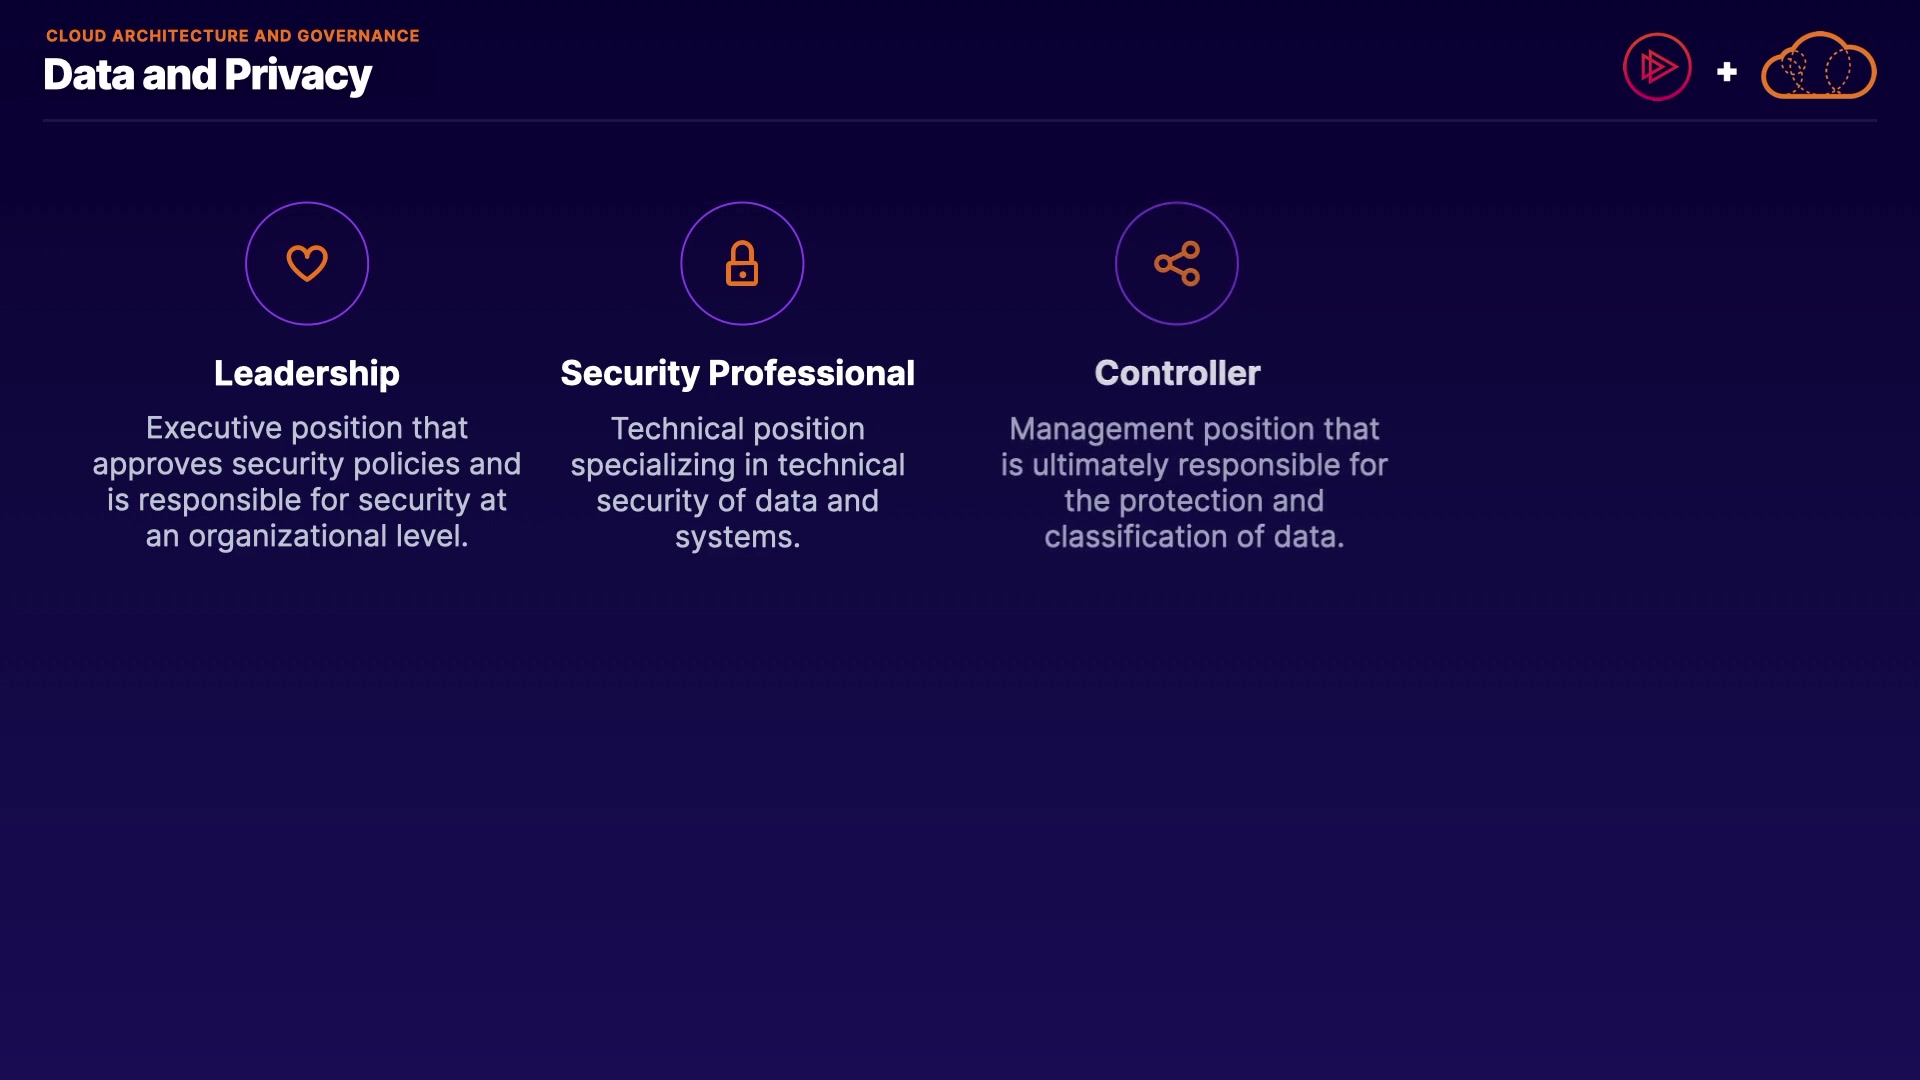 CLOUD ARCHITECTURE AND GOVERNANCE
Data and Privacy
Leadership
Executive position that
approves security policies and
is responsible for security at
an organizational level.
Security Professional
Technical position
specializing in technical
security of data and
systems.
Controller
Management position that
is ultimately responsible for
the protection and
classification of data.